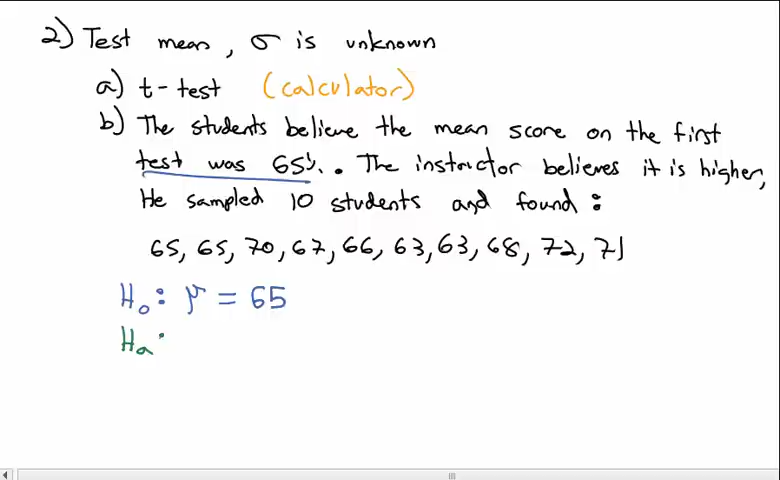 2) Test mean, σ is unknown
a) t-test (calculator)
b) The students believe the mean score on the first
test was 65%. The instructor believes it is higher,
He sampled 10 students and found:
65, 65, 70, 67, 66, 63, 63, 68, 72, 71
H₀: μ = 65
Hₐ: